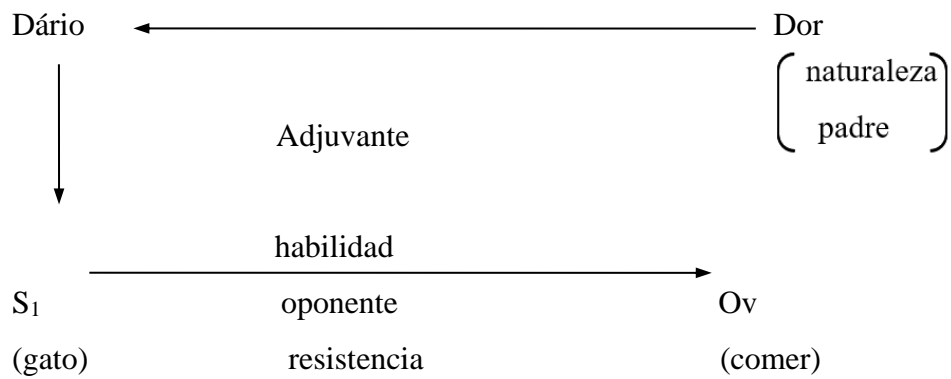 Dário Dor
naturaleza
padre
Adjuvante
habilidad
S₁ oponente Ov
(gato) resistencia (comer)